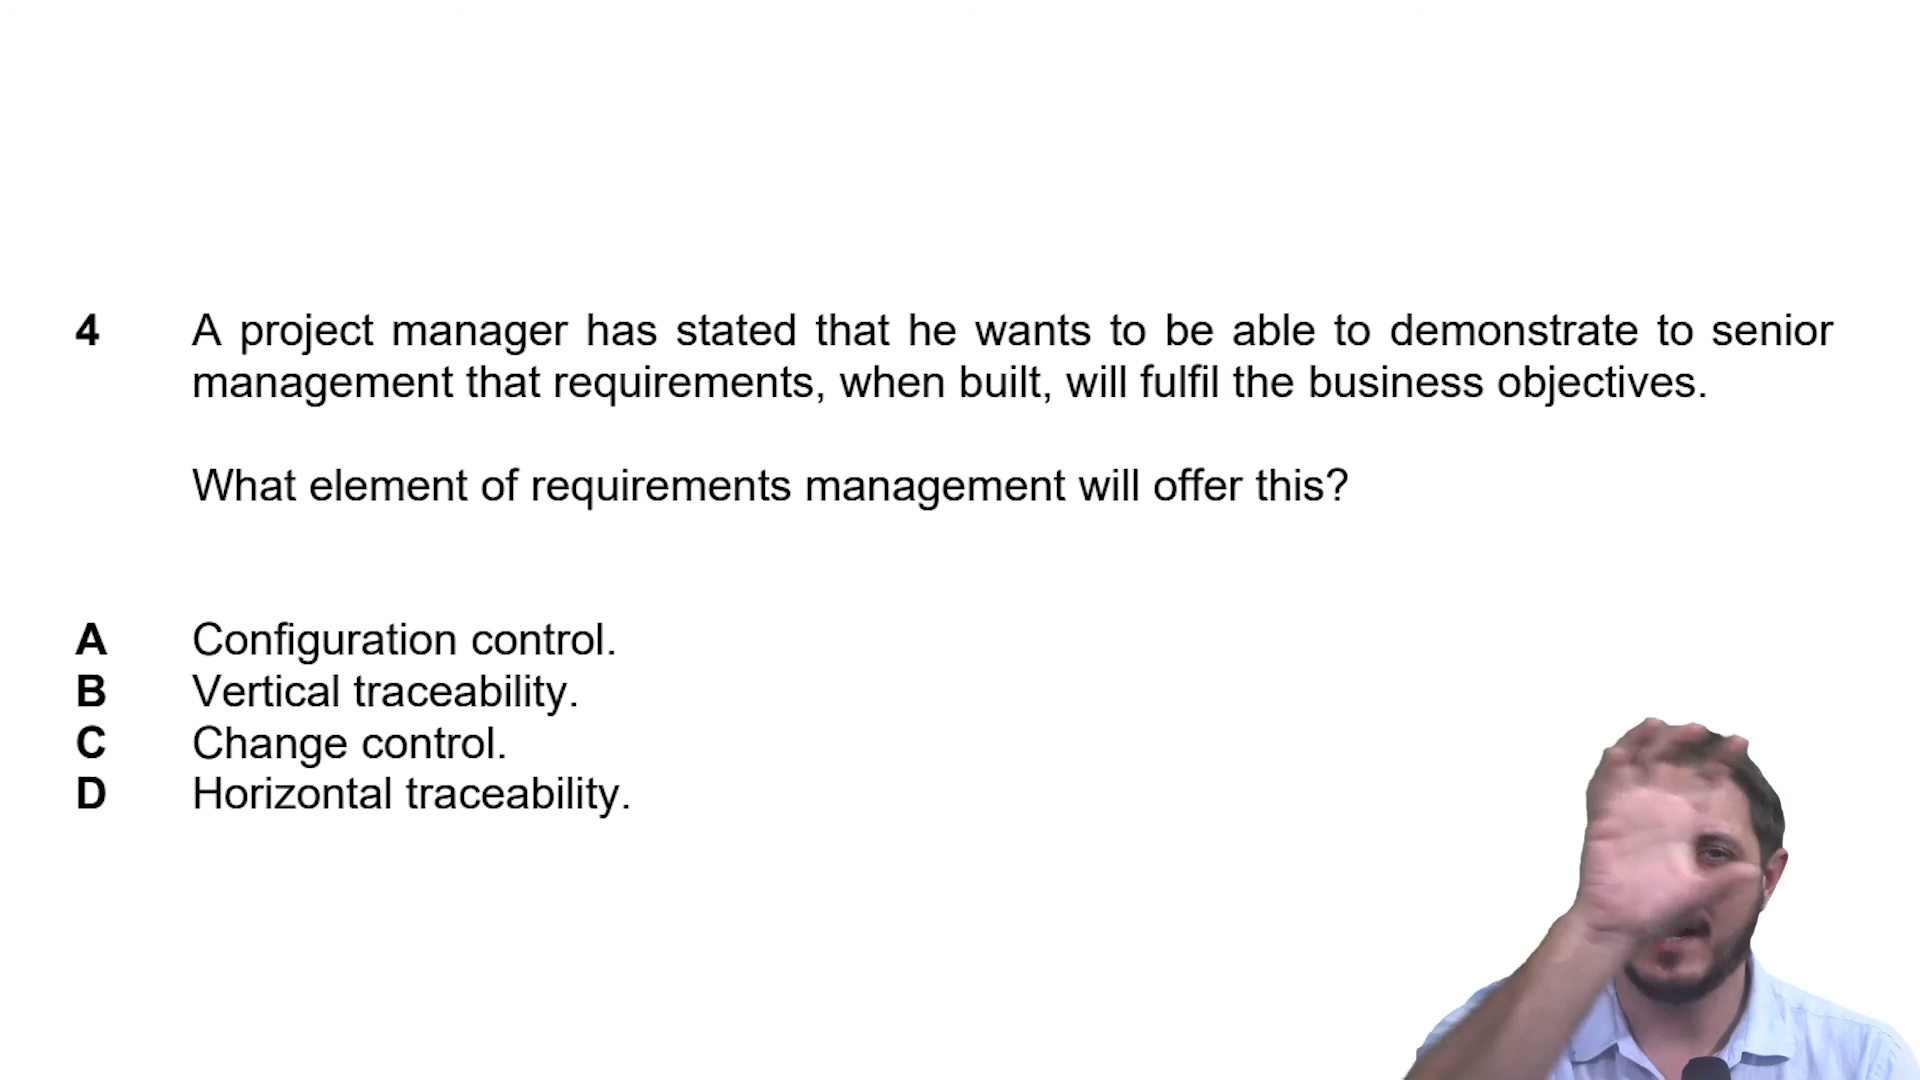 4 A project manager has stated that he wants to be able to demonstrate to senior
management that requirements, when built, will fulfil the business objectives.
What element of requirements management will offer this?
A Configuration control.
B Vertical traceability.
C Change control.
D Horizontal traceability.